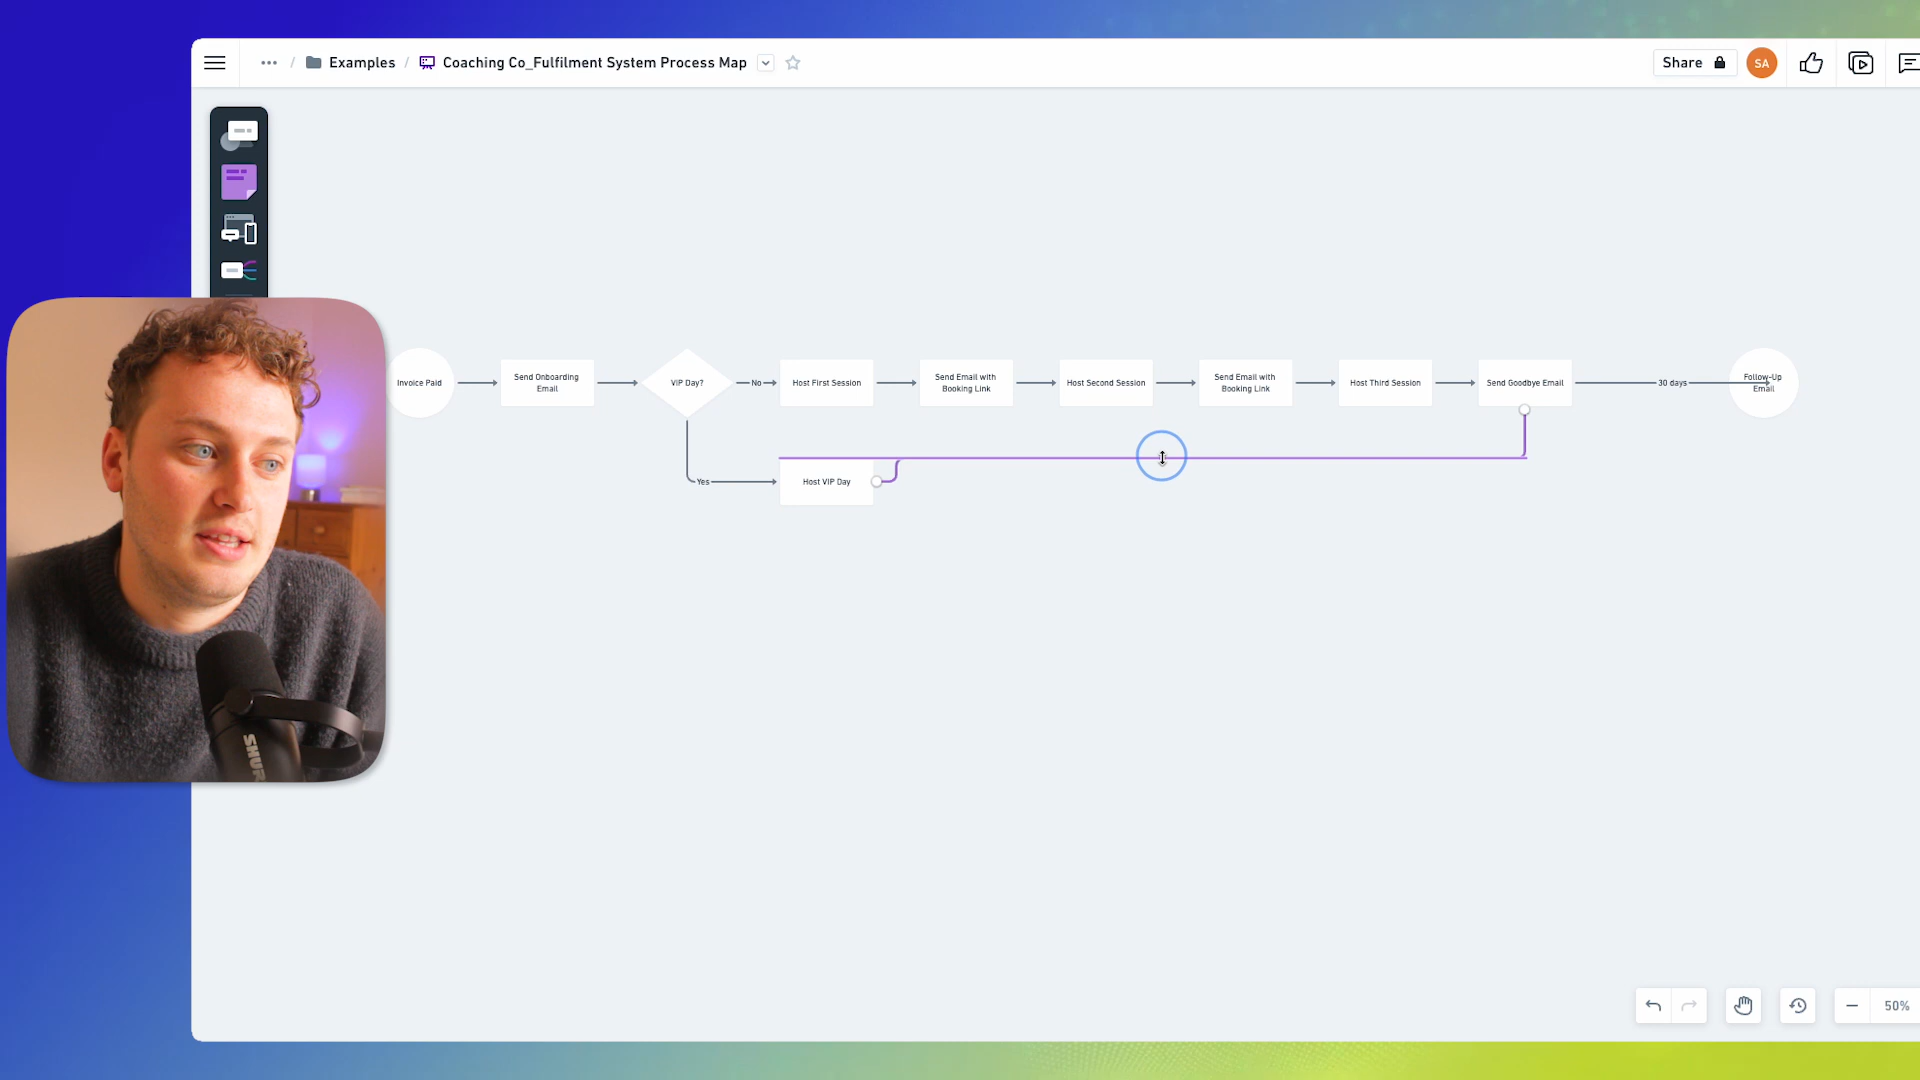 Examples / Coaching Co_Fulfilment System Process Map
Share
SA
Invoice Paid
Send Onboarding
Email
VIP Day?
No
Host First Session
Send Email with
Booking Link
Host Second Session
Send Email with
Booking Link
Host Third Session
Send Goodbye Email
30 days
Follow-Up
Email
Yes
Host VIP Day
SHUR
50%